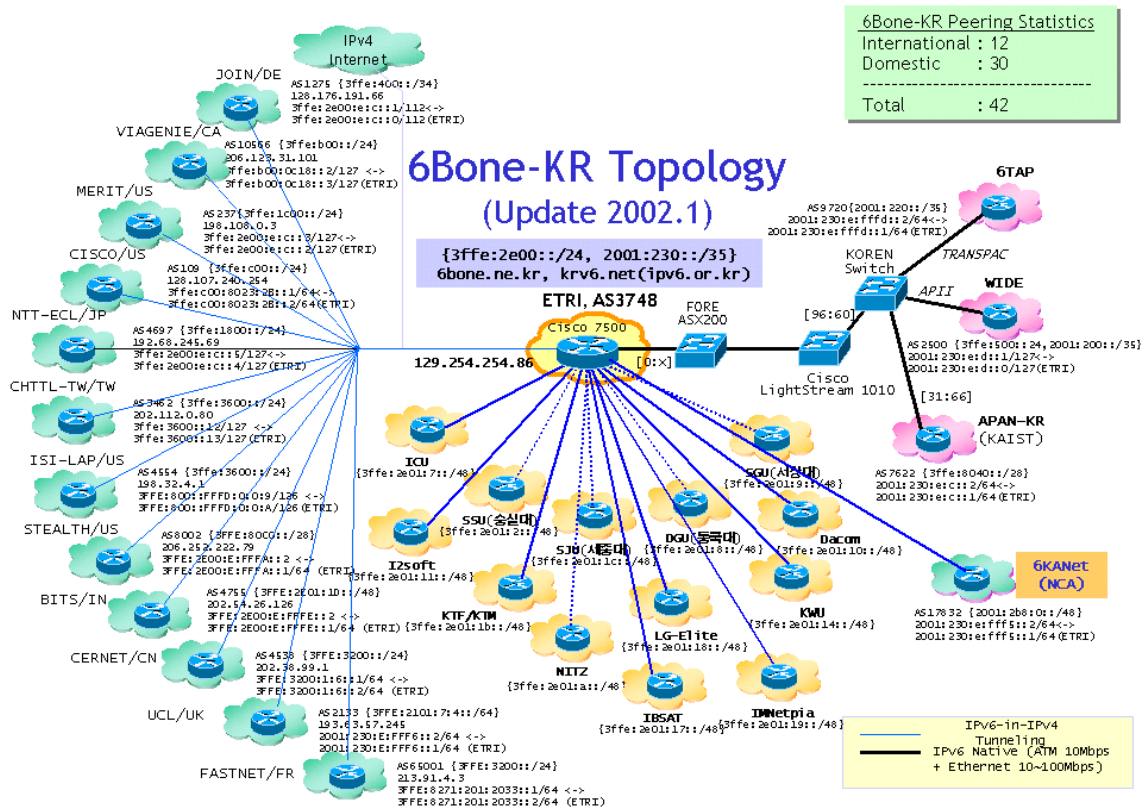 6Bone-KR Peering Statistics
International : 12
Domestic : 30
--------------------------------
Total : 42
IPv4
Internet
6Bone-KR Topology
(Update 2002.1)
{3ffe:2e00::/24, 2001:230::/35}
6bone.ne.kr, krv6.net(ipv6.or.kr)
ETRI, AS3748
Cisco 7500
129.254.254.86
[0:x]
FORE
ASX200
[96:60]
Cisco
LightStream 1010
KOREN
Switch
TRANSPAC
APII
[31:66]
JOIN/DE
AS1275 {3ffe:400::/34}
128.176.191.66
3ffe:2e00:e:c::1/112<->
3ffe:2e00:e:c::0/112(ETRI)
VIAGENIE/CA
AS10566 {3ffe:b00::/24}
206.123.31.101
3ffe:b00:0c18::2/127 <->
3ffe:b00:0c18::3/127(ETRI)
MERIT/US
AS237{3ffe:1c00::/24}
198.108.0.3
3ffe:2e00:e:c::3/127<->
3ffe:2e00:e:c::2/127(ETRI)
CISCO/US
AS109 {3ffe:c00::/24}
128.107.240.254
3ffe:c00:8023:2B::1/64<->
3ffe:c00:8023:2B::2/64(ETRI)
NTT-ECL/JP
AS4697 {3ffe:1800::/24}
192.68.245.69
3ffe:2e00:e:c::5/127<->
3ffe:2e00:e:c::4/127(ETRI)
CHTTL-TW/TW
AS3462 {3ffe:3600::/24}
202.112.0.80
3ffe:3600::12/127 <->
3ffe:3600::13/127(ETRI)
ISI-LAP/US
AS4554 {3ffe:3600::/24}
198.32.4.1
3FFE:800::FFFD:0:0:9/126 <->
3FFE:800::FFFD:0:0:A/126(ETRI)
STEALTH/US
AS8002 {3FFE:80C0::/28}
206.252.222.79
3FFE:2E00:E:FFFA::2 <->
3FFE:2E00:E:FFFA::1/64 (ETRI)
BITS/IN
AS4755 {3FFE:2E01:1D::/48}
202.54.26.126
3FFE:2E00:E:FFFE::2 <->
3FFE:2E00:E:FFFE::1/64 (ETRI)
CERNET/CN
AS4538 {3FFE:3200::/24}
202.38.99.1
3FFE:3200:1:6::1/64 <->
3FFE:3200:1:6::2/64 (ETRI)
UCL/UK
AS2133 {3FFE:2101:7:4::/64}
193.63.57.245
2001:230:E:FFF6::2/64 <->
2001:230:E:FFF6::1/64 (ETRI)
FASTNET/FR
AS65001 {3FFE:3200::/24}
213.91.4.3
3FFE:8271:201:2033::1/64 <->
3FFE:8271:201:2033::2/64 (ETRI)
6TAP
AS9720{2001:220::/35}
2001:230:e:fffd::2/64<->
2001:230:e:fffd::1/64(ETRI)
WIDE
AS2500 {3ffe:500::24,2001:200::/35}
2001:230:e:d::1/127<->
2001:230:e:d::0/127(ETRI)
APAN-KR
(KAIST)
AS7622 {3ffe:8040::/28}
2001:230:e:c::2/64<->
2001:230:e:c::1/64(ETRI)
6KANet
(NCA)
AS17832 {2001:2b8:0::/48}
2001:230:e:fff5::2/64<->
2001:230:e:fff5::1/64(ETRI)
ICU
{3ffe:2e01:7::/48}
SSU(숭실대)
{3ffe:2e01:2::/48}
SJU(세종대)
{3ffe:2e01:1c::/48}
DGU(동국대)
{3ffe:2e01:8::/48}
SGU(서강대)
{3ffe:2e01:9::/48}
Dacom
{3ffe:2e01:10::/48}
I2soft
{3ffe:2e01:11::/48}
KTF/KTM
{3ffe:2e01:1b::/48}
NITZ
{3ffe:2e01:a::/48}
LG-Elite
{3ffe:2e01:18::/48}
KWU
{3ffe:2e01:14::/48}
IBSAT
{3ffe:2e01:17::/48}
IMNetpia
{3ffe:2e01:19::/48}
IPv6-in-IPv4
Tunneling
IPv6 Native (ATM 10Mbps
+ Ethernet 10~100Mbps)